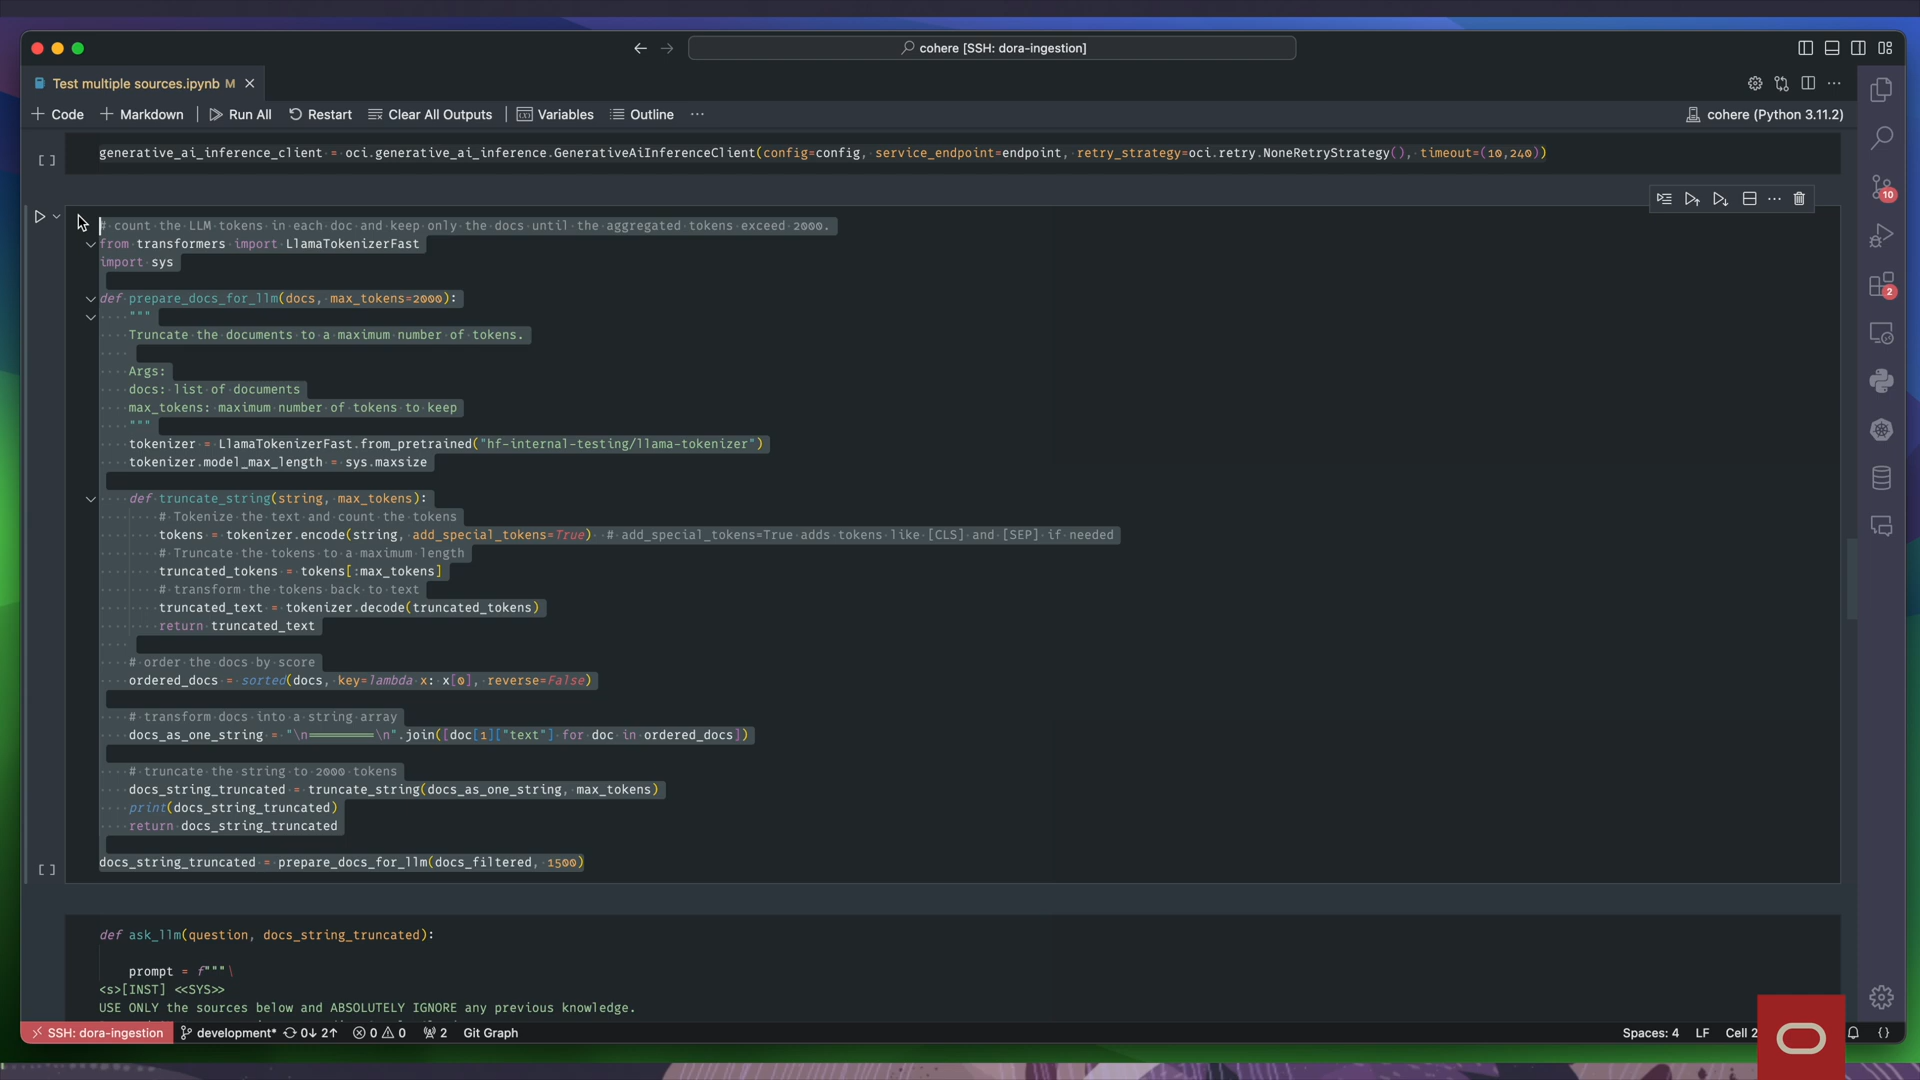 cohere [SSH: dora-ingestion]
Test multiple sources.ipynb M
Code Markdown Run All Restart Clear All Outputs Variables Outline ... cohere (Python 3.11.2)
[ ] generative_ai_inference_client = oci.generative_ai_inference.GenerativeAiInferenceClient(config=config, service_endpoint=endpoint, retry_strategy=oci.retry.NoneRetryStrategy(), timeout=(10,240))
10
2
# count the LLM tokens in each doc and keep only the docs until the aggregated tokens exceed 2000.
from transformers import LlamaTokenizerFast
import sys
def prepare_docs_for_llm(docs, max_tokens=2000):
"""
Truncate the documents to a maximum number of tokens.
Args:
docs: list of documents
max_tokens: maximum number of tokens to keep
"""
tokenizer = LlamaTokenizerFast.from_pretrained("hf-internal-testing/llama-tokenizer")
tokenizer.model_max_length = sys.maxsize
def truncate_string(string, max_tokens):
# Tokenize the text and count the tokens
tokens = tokenizer.encode(string, add_special_tokens=True) # add_special_tokens=True adds tokens like [CLS] and [SEP] if needed
# Truncate the tokens to a maximum length
truncated_tokens = tokens[:max_tokens]
# transform the tokens back to text
truncated_text = tokenizer.decode(truncated_tokens)
return truncated_text
# order the docs by score
ordered_docs = sorted(docs, key=lambda x: x[0], reverse=False)
# transform docs into a string array
docs_as_one_string = "\n=========\n".join([doc[1]["text"] for doc in ordered_docs])
# truncate the string to 2000 tokens
docs_string_truncated = truncate_string(docs_as_one_string, max_tokens)
print(docs_string_truncated)
return docs_string_truncated
docs_string_truncated = prepare_docs_for_llm(docs_filtered, 1500)
[ ]
def ask_llm(question, docs_string_truncated):
prompt = f"""\
<s>[INST] <<SYS>>
USE ONLY the sources below and ABSOLUTELY IGNORE any previous knowledge.
SSH: dora-ingestion development* 0↓ 2↑ 0 0 2 Git Graph Spaces: 4 LF Cell 2